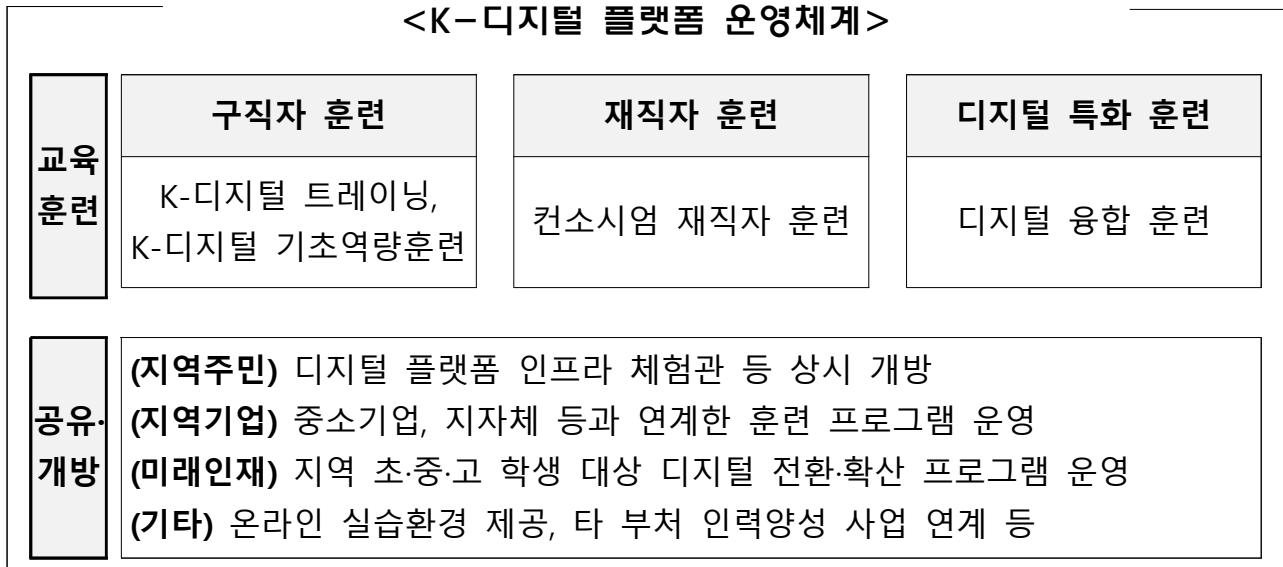 <K-디지털 플랫폼 운영체계>
교육
훈련
구직자 훈련
K-디지털 트레이닝,
K-디지털 기초역량훈련
재직자 훈련
컨소시엄 재직자 훈련
디지털 특화 훈련
디지털 융합 훈련
공유·
개방
(지역주민) 디지털 플랫폼 인프라 체험관 등 상시 개방
(지역기업) 중소기업, 지자체 등과 연계한 훈련 프로그램 운영
(미래인재) 지역 초·중·고 학생 대상 디지털 전환·확산 프로그램 운영
(기타) 온라인 실습환경 제공, 타 부처 인력양성 사업 연계 등